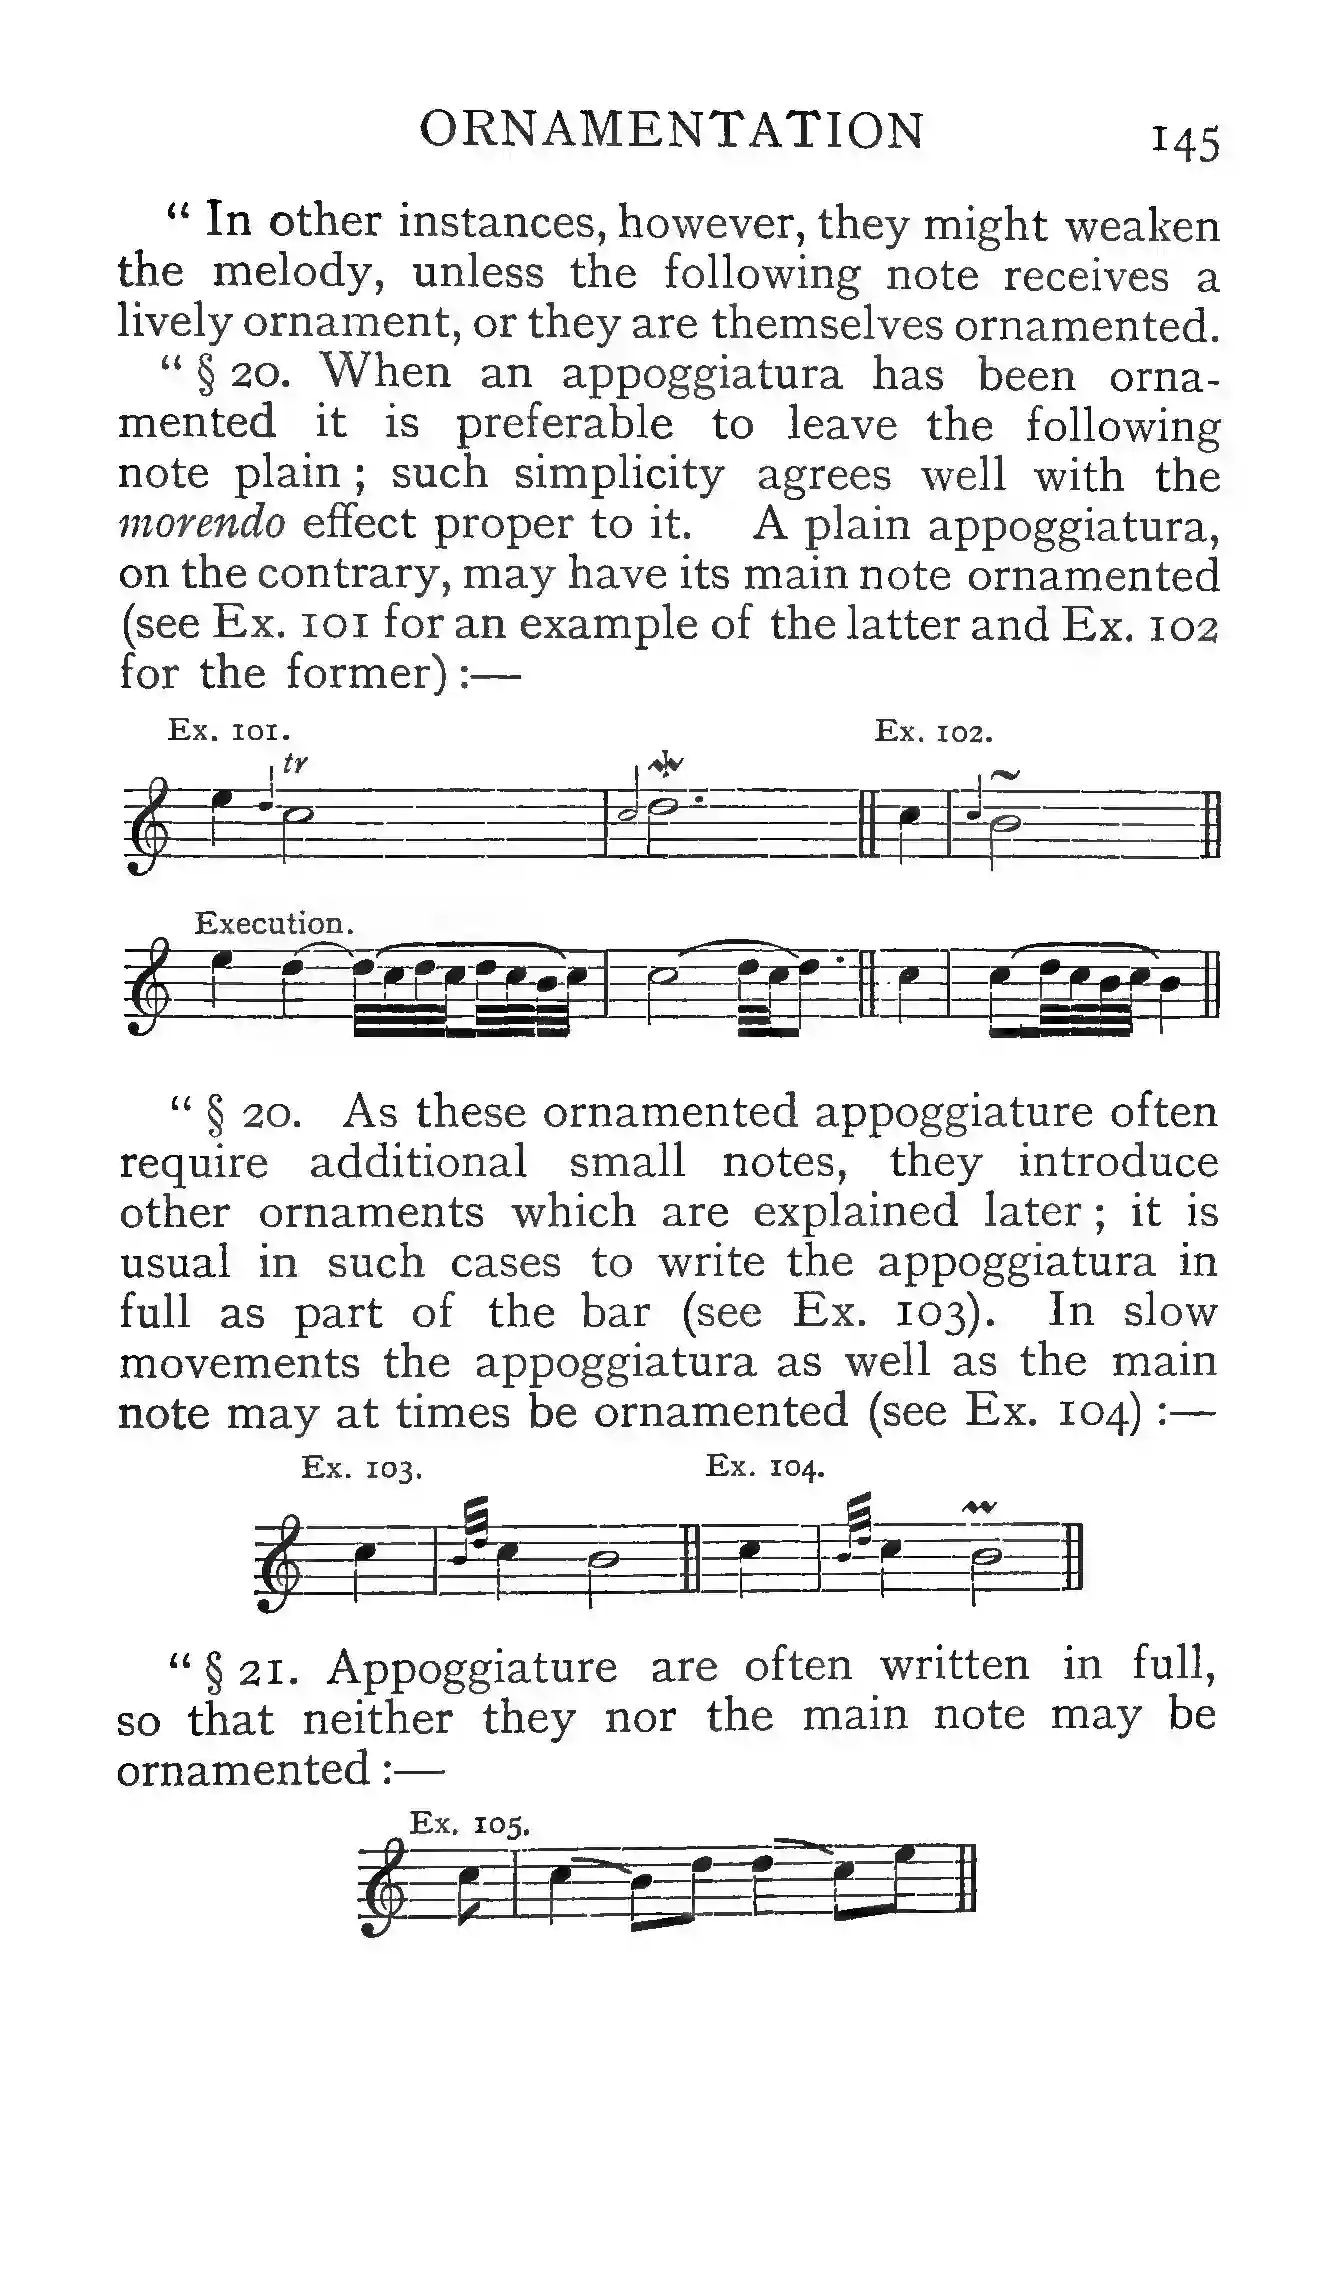 ORNAMENTATION 145
“ In other instances, however, they might weaken
the melody, unless the following note receives a
lively ornament, or they are themselves ornamented.
“ § 20. When an appoggiatura has been orna-
mented it is preferable to leave the following
note plain ; such simplicity agrees well with the
morendo effect proper to it. A plain appoggiatura,
on the contrary, may have its main note ornamented
(see Ex. 101 for an example of the latter and Ex. 102
for the former) :—
Ex. 101. Ex. 102.
tr
Execution.
“ § 20. As these ornamented appoggiature often
require additional small notes, they introduce
other ornaments which are explained later ; it is
usual in such cases to write the appoggiatura in
full as part of the bar (see Ex. 103). In slow
movements the appoggiatura as well as the main
note may at times be ornamented (see Ex. 104) :—
Ex. 103. Ex. 104.
“ § 21. Appoggiature are often written in full,
so that neither they nor the main note may be
ornamented :—
Ex. 105.